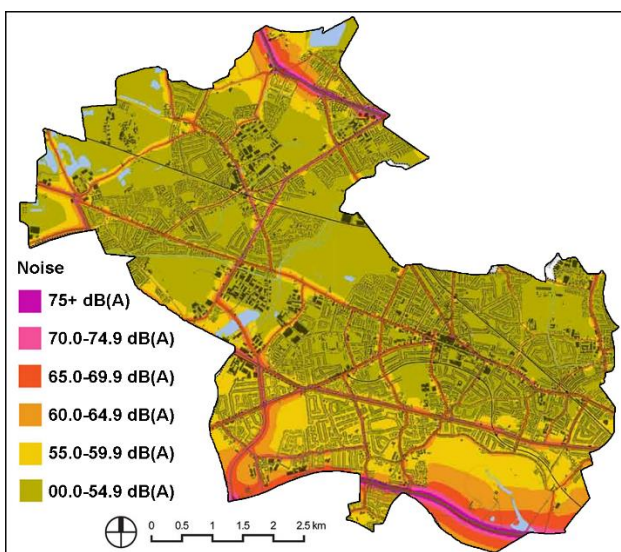 Noise
75+ dB(A)
70.0-74.9 dB(A)
65.0-69.9 dB(A)
60.0-64.9 dB(A)
55.0-59.9 dB(A)
00.0-54.9 dB(A)
0 0.5 1 1.5 2 2.5 km